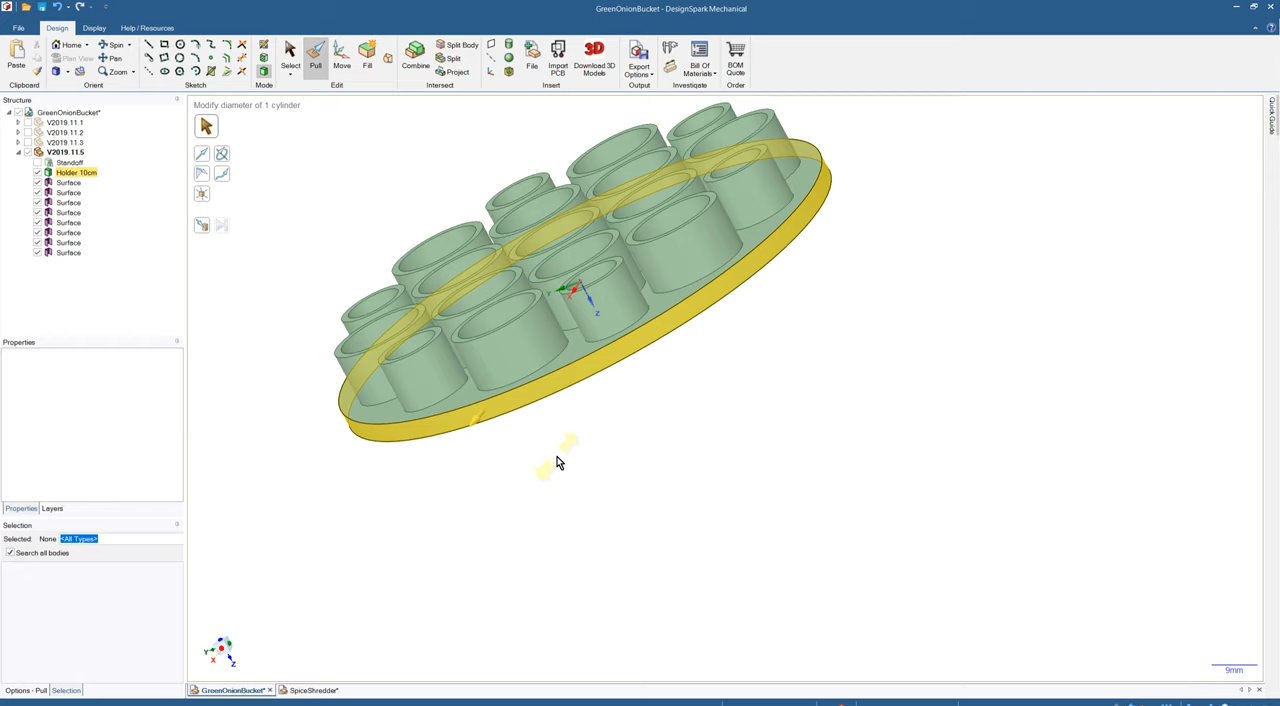 GreenOnionBucket* - DesignSpark Mechanical
File Design Display Help / Resources
Paste Home Plan View Spin Pan Zoom
Select Pull Move Fill Combine Split Body Split Project
File Import PCB Download 3D Models Export Options Bill Of Materials BOM Quote
Clipboard Orient Sketch Mode Edit Intersect Insert Output Investigate Order
Structure
GreenOnionBucket*
V2019.11.1
V2019.11.2
V2019.11.3
V2019.11.5
Standoff
Holder 10cm
Surface
Surface
Surface
Surface
Surface
Surface
Surface
Surface
Modify diameter of 1 cylinder
Quick Guide
Y X Z
Properties
Properties Layers
Selection
Selected: None <All Types>
Search all bodies
Y X Z
9mm
Options - Pull Selection
GreenOnionBucket* SpiceShredder*